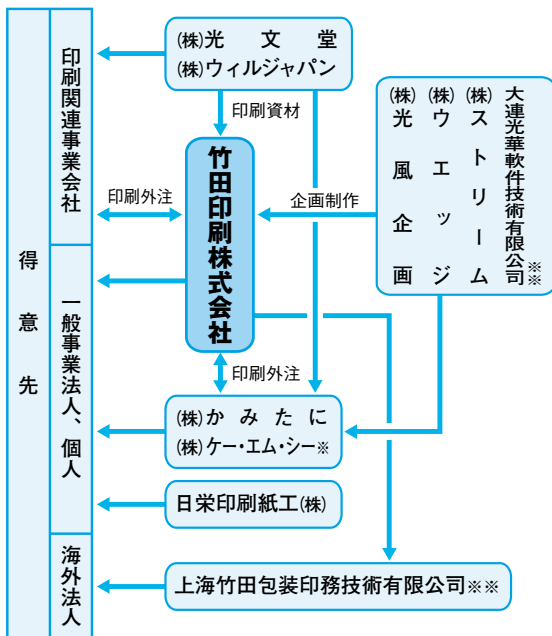 得意先
印刷関連事業会社
一般事業法人、個人
海外法人
(株)光文堂
(株)ウィルジャパン
印刷資材
竹田印刷株式会社
印刷外注
企画制作
大連光華軟件技術有限公司※※
(株)ストリーム
(株)ウエッジ
(株)光風企画
印刷外注
(株)かみたに
(株)ケー・エム・シー※
日栄印刷紙工(株)
上海竹田包装印務技術有限公司※※